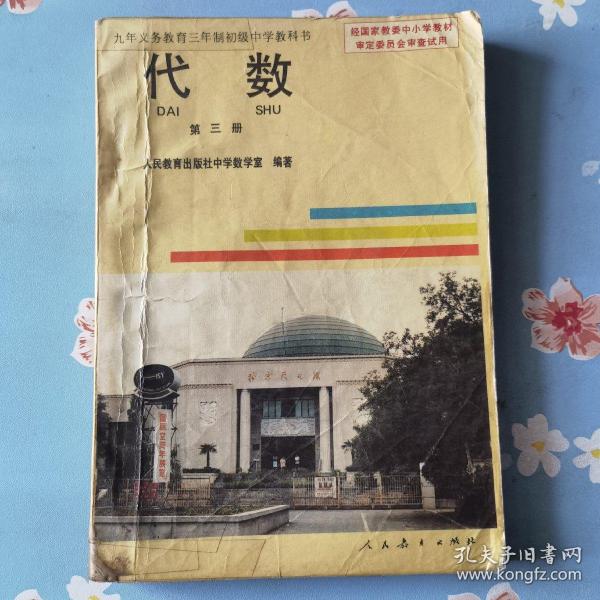 九年义务教育三年制初级中学教科书
经国家教委中小学教材
审定委员会审查试用
代数
DAI SHU
第三册
人民教育出版社中学数学室 编著
北京天文馆
人民教育出版社
孔夫子旧书网
www.kongfz.com